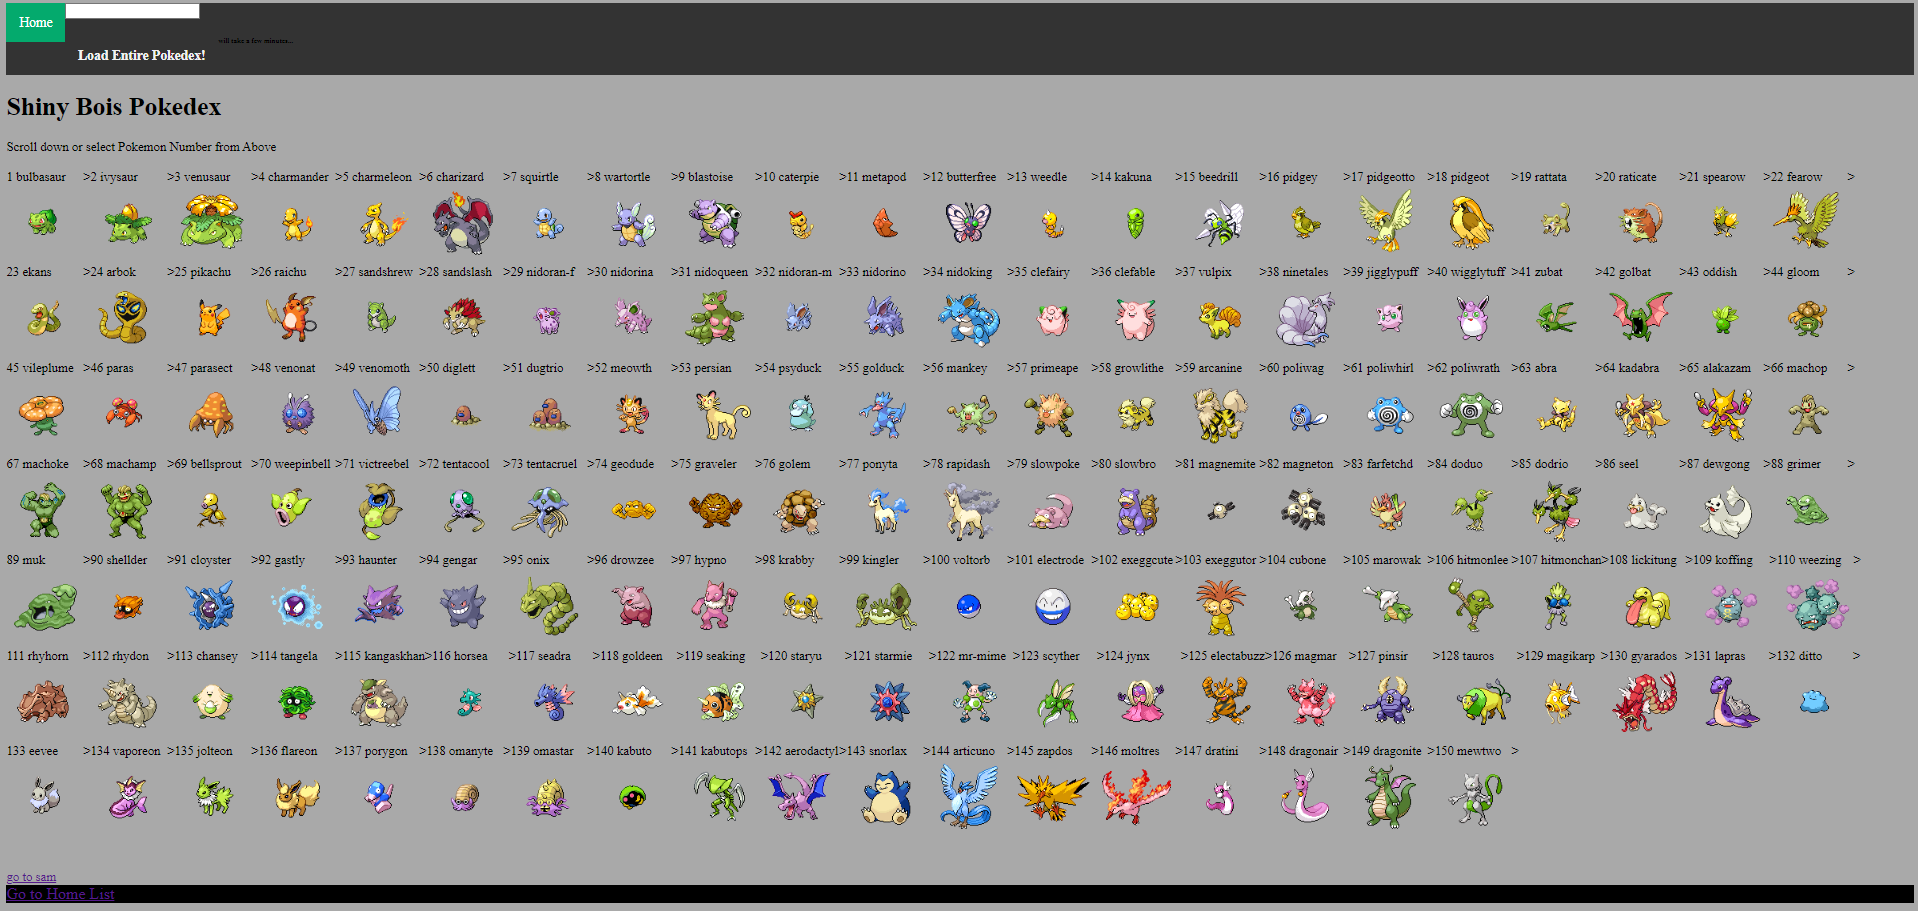 Home
will take a few minutes...
Load Entire Pokedex!
Shiny Bois Pokedex
Scroll down or select Pokemon Number from Above
1 bulbasaur >2 ivysaur >3 venusaur >4 charmander >5 charmeleon >6 charizard >7 squirtle >8 wartortle >9 blastoise >10 caterpie >11 metapod >12 butterfree >13 weedle >14 kakuna >15 beedrill >16 pidgey >17 pidgeotto >18 pidgeot >19 rattata >20 raticate >21 spearow >22 fearow >
23 ekans >24 arbok >25 pikachu >26 raichu >27 sandshrew >28 sandslash >29 nidoran-f >30 nidorina >31 nidoqueen >32 nidoran-m >33 nidorino >34 nidoking >35 clefairy >36 clefable >37 vulpix >38 ninetales >39 jigglypuff >40 wigglytuff >41 zubat >42 golbat >43 oddish >44 gloom >
45 vileplume >46 paras >47 parasect >48 venonat >49 venomoth >50 diglett >51 dugtrio >52 meowth >53 persian >54 psyduck >55 golduck >56 mankey >57 primeape >58 growlithe >59 arcanine >60 poliwag >61 poliwhirl >62 poliwrath >63 abra >64 kadabra >65 alakazam >66 machop >
67 machoke >68 machamp >69 bellsprout >70 weepinbell >71 victreebel >72 tentacool >73 tentacruel >74 geodude >75 graveler >76 golem >77 ponyta >78 rapidash >79 slowpoke >80 slowbro >81 magnemite >82 magneton >83 farfetchd >84 doduo >85 dodrio >86 seel >87 dewgong >88 grimer >
89 muk >90 shellder >91 cloyster >92 gastly >93 haunter >94 gengar >95 onix >96 drowzee >97 hypno >98 krabby >99 kingler >100 voltorb >101 electrode >102 exeggcute >103 exeggutor >104 cubone >105 marowak >106 hitmonlee >107 hitmonchan >108 lickitung >109 koffing >110 weezing >
111 rhyhorn >112 rhydon >113 chansey >114 tangela >115 kangaskhan >116 horsea >117 seadra >118 goldeen >119 seaking >120 staryu >121 starmie >122 mr-mime >123 scyther >124 jynx >125 electabuzz >126 magmar >127 pinsir >128 tauros >129 magikarp >130 gyarados >131 lapras >132 ditto >
133 eevee >134 vaporeon >135 jolteon >136 flareon >137 porygon >138 omanyte >139 omastar >140 kabuto >141 kabutops >142 aerodactyl >143 snorlax >144 articuno >145 zapdos >146 moltres >147 dratini >148 dragonair >149 dragonite >150 mewtwo >
go to sam
Go to Home List